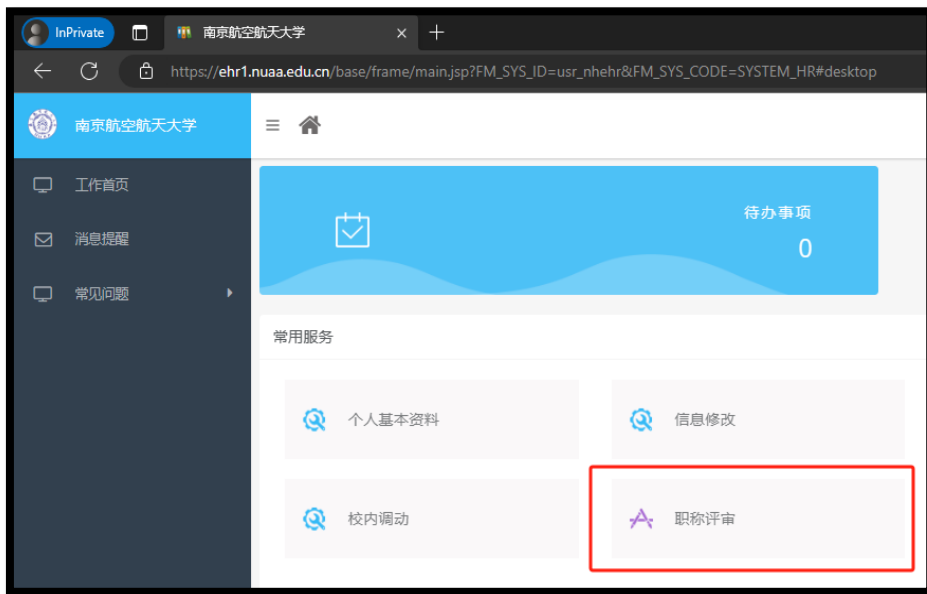 InPrivate
南京航空航天大学
https://ehr1.nuaa.edu.cn/base/frame/main.jsp?FM_SYS_ID=usr_nhehr&FM_SYS_CODE=SYSTEM_HR#desktop
南京航空航天大学
工作首页
消息提醒
常见问题
待办事项
0
常用服务
个人基本资料
信息修改
校内调动
职称评审